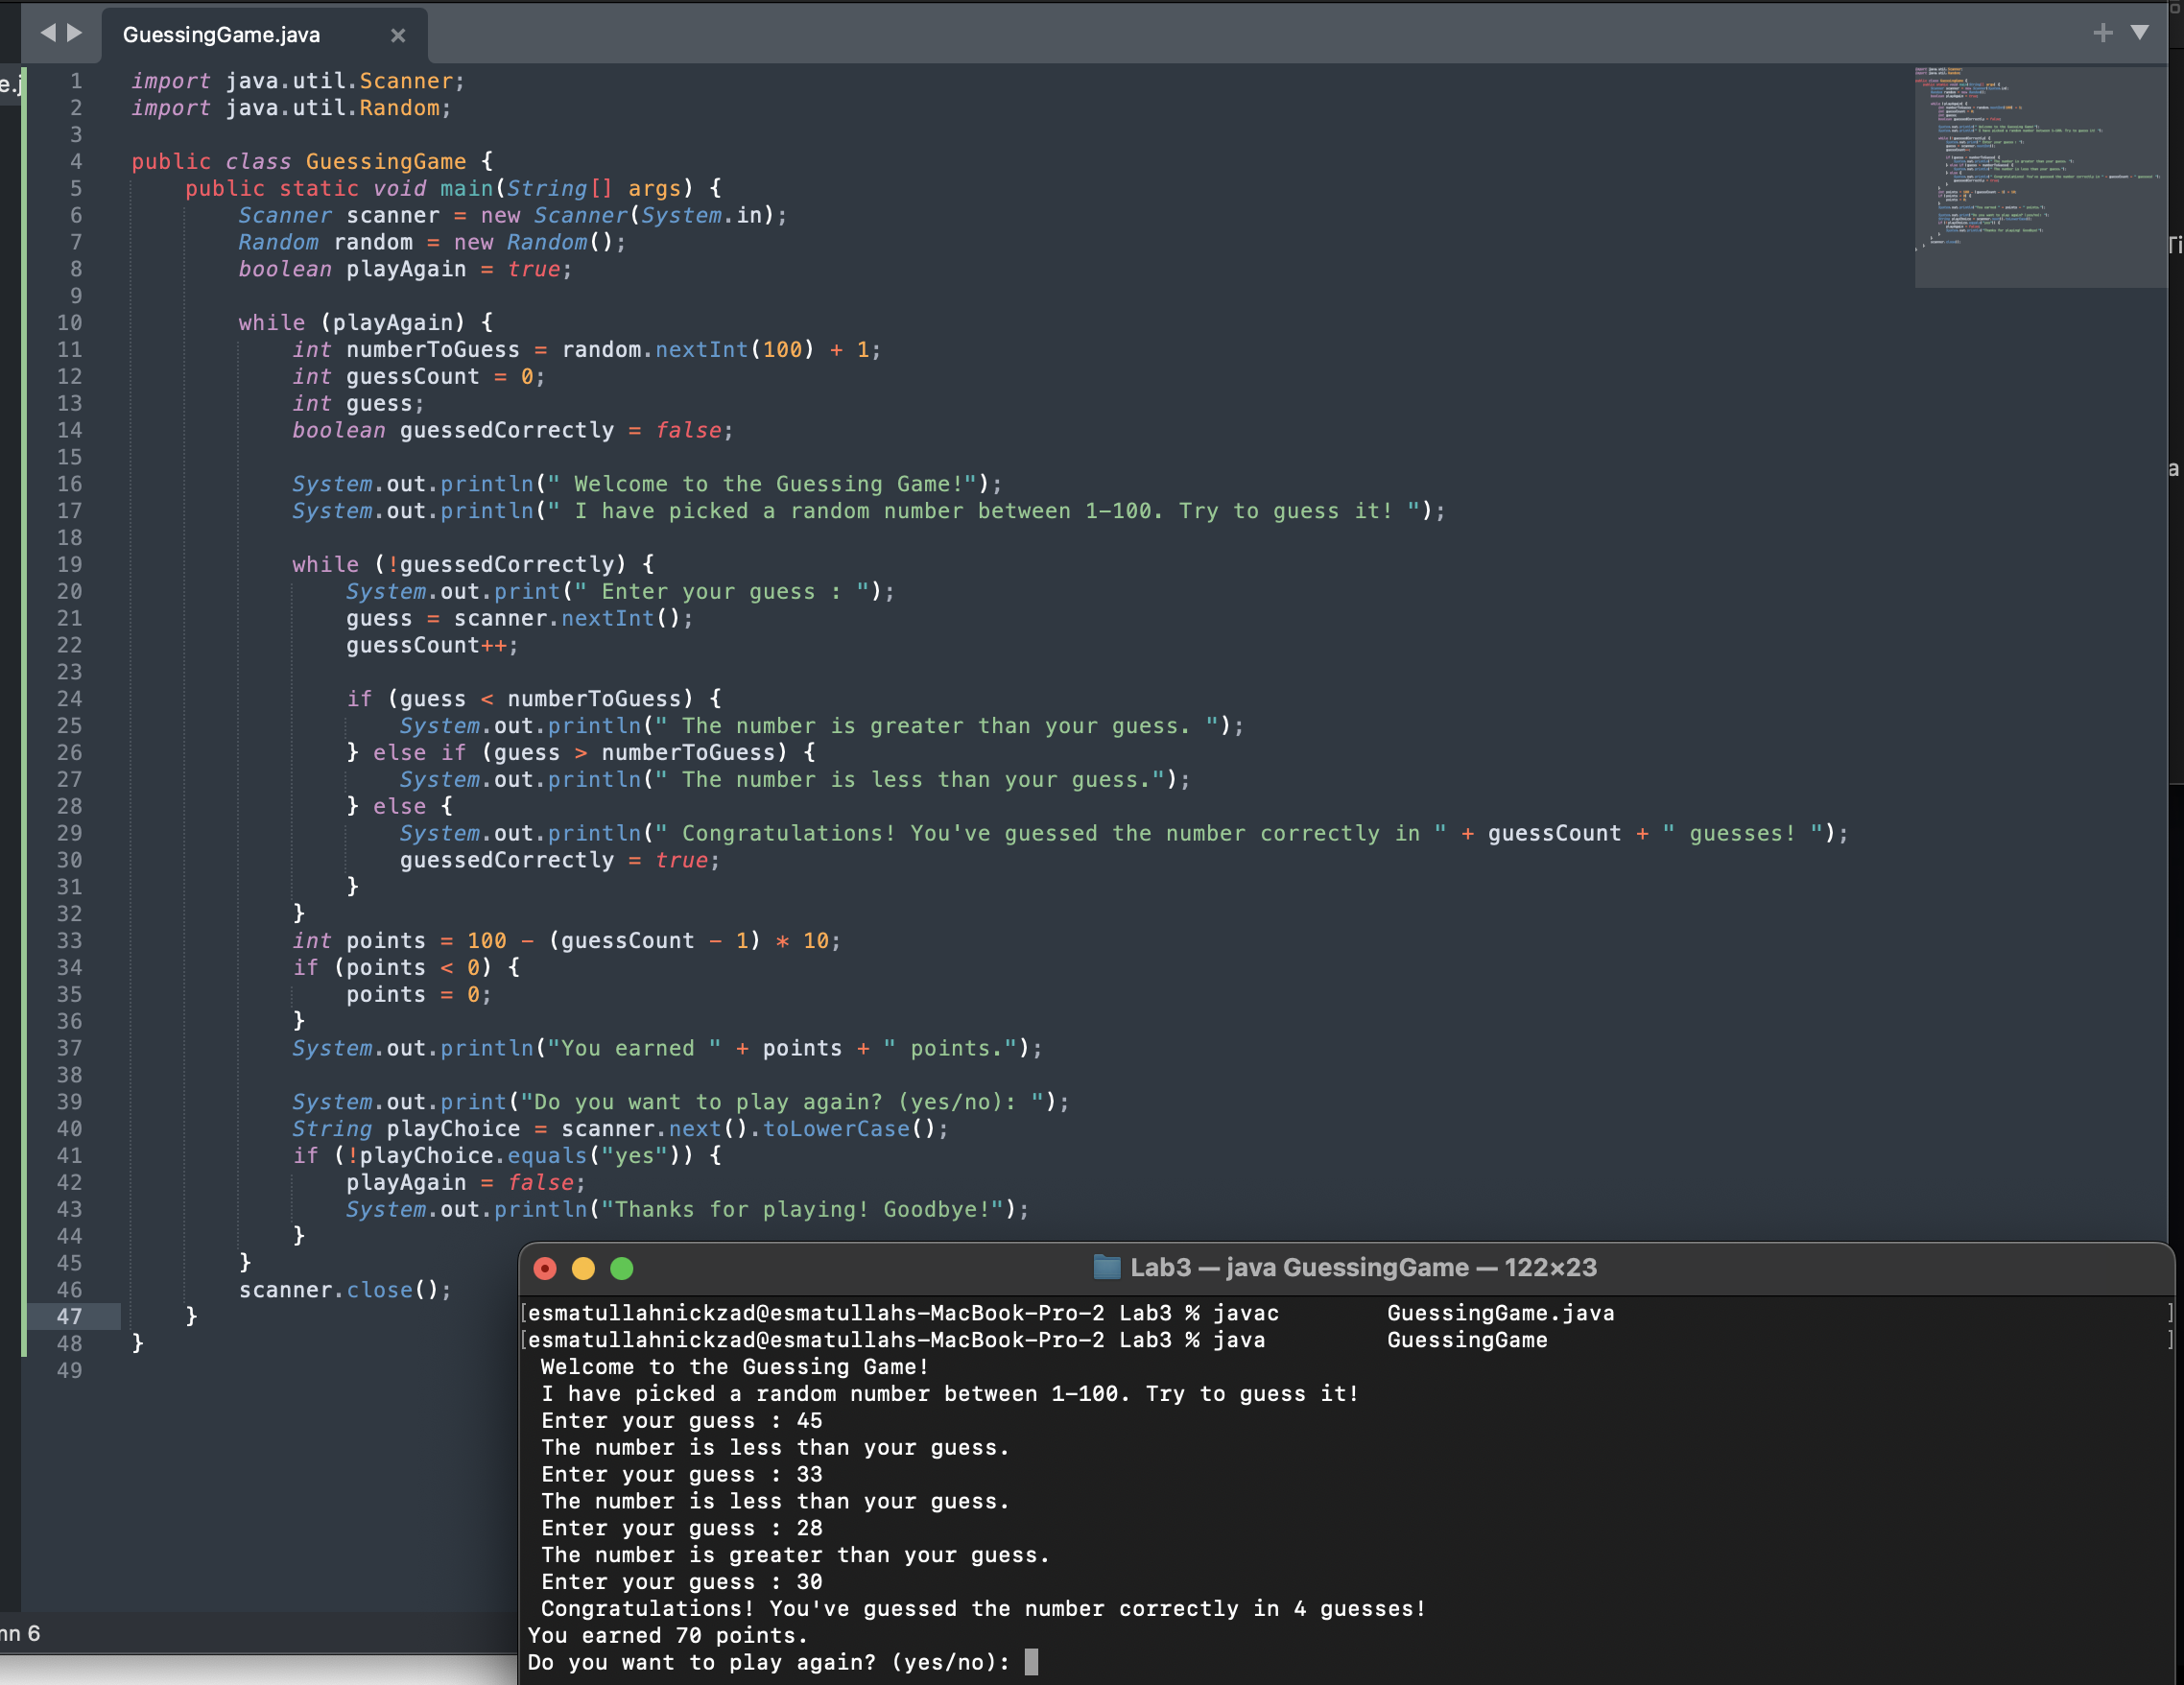 GuessingGame.java
1 import java.util.Scanner;
2 import java.util.Random;
3
4 public class GuessingGame {
5     public static void main(String[] args) {
6         Scanner scanner = new Scanner(System.in);
7         Random random = new Random();
8         boolean playAgain = true;
9
10         while (playAgain) {
11             int numberToGuess = random.nextInt(100) + 1;
12             int guessCount = 0;
13             int guess;
14             boolean guessedCorrectly = false;
15
16             System.out.println(" Welcome to the Guessing Game!");
17             System.out.println(" I have picked a random number between 1-100. Try to guess it! ");
18
19             while (!guessedCorrectly) {
20                 System.out.print(" Enter your guess : ");
21                 guess = scanner.nextInt();
22                 guessCount++;
23
24                 if (guess < numberToGuess) {
25                     System.out.println(" The number is greater than your guess. ");
26                 } else if (guess > numberToGuess) {
27                     System.out.println(" The number is less than your guess.");
28                 } else {
29                     System.out.println(" Congratulations! You've guessed the number correctly in " + guessCount + " guesses! ");
30                     guessedCorrectly = true;
31                 }
32             }
33             int points = 100 - (guessCount - 1) * 10;
34             if (points < 0) {
35                 points = 0;
36             }
37             System.out.println("You earned " + points + " points.");
38
39             System.out.print("Do you want to play again? (yes/no): ");
40             String playChoice = scanner.next().toLowerCase();
41             if (!playChoice.equals("yes")) {
42                 playAgain = false;
43                 System.out.println("Thanks for playing! Goodbye!");
44             }
45         }
46         scanner.close();
47     }
48 }
49
mn 6
Lab3 — java GuessingGame — 122×23
[esmatullahnickzad@esmatullahs-MacBook-Pro-2 Lab3 % javac        GuessingGame.java ]
[esmatullahnickzad@esmatullahs-MacBook-Pro-2 Lab3 % java         GuessingGame ]
 Welcome to the Guessing Game!
 I have picked a random number between 1-100. Try to guess it!
 Enter your guess : 45
 The number is less than your guess.
 Enter your guess : 33
 The number is less than your guess.
 Enter your guess : 28
 The number is greater than your guess.
 Enter your guess : 30
 Congratulations! You've guessed the number correctly in 4 guesses!
You earned 70 points.
Do you want to play again? (yes/no):